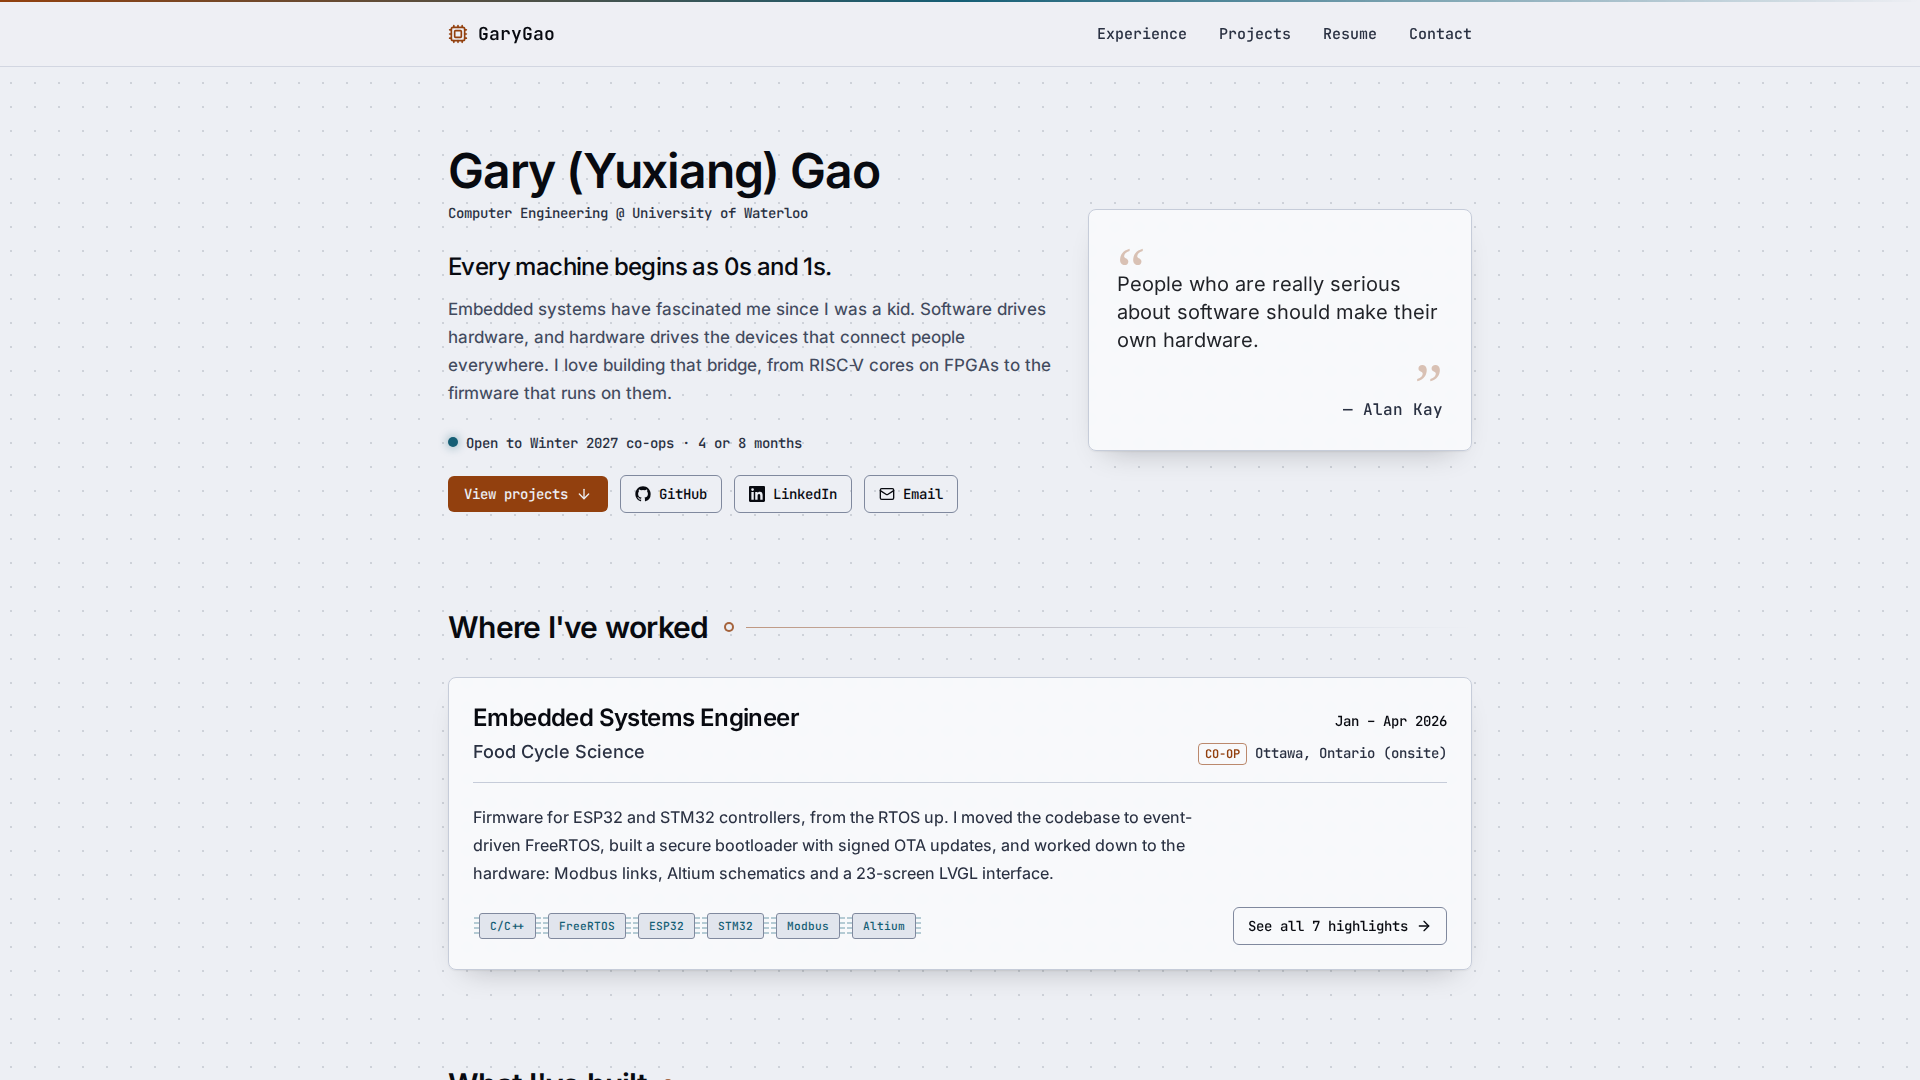 GaryGao
Experience
Projects
Resume
Contact
Gary (Yuxiang) Gao
Computer Engineering @ University of Waterloo
Every machine begins as 0s and 1s.
Embedded systems have fascinated me since I was a kid. Software drives
hardware, and hardware drives the devices that connect people
everywhere. I love building that bridge, from RISC-V cores on FPGAs to the
firmware that runs on them.
Open to Winter 2027 co-ops · 4 or 8 months
View projects ↓
GitHub
LinkedIn
Email
“
People who are really serious
about software should make their
own hardware.
”
— Alan Kay
Where I've worked
Embedded Systems Engineer
Jan – Apr 2026
Food Cycle Science
CO-OP Ottawa, Ontario (onsite)
Firmware for ESP32 and STM32 controllers, from the RTOS up. I moved the codebase to event-
driven FreeRTOS, built a secure bootloader with signed OTA updates, and worked down to the
hardware: Modbus links, Altium schematics and a 23-screen LVGL interface.
C/C++
FreeRTOS
ESP32
STM32
Modbus
Altium
See all 7 highlights →
What I've built